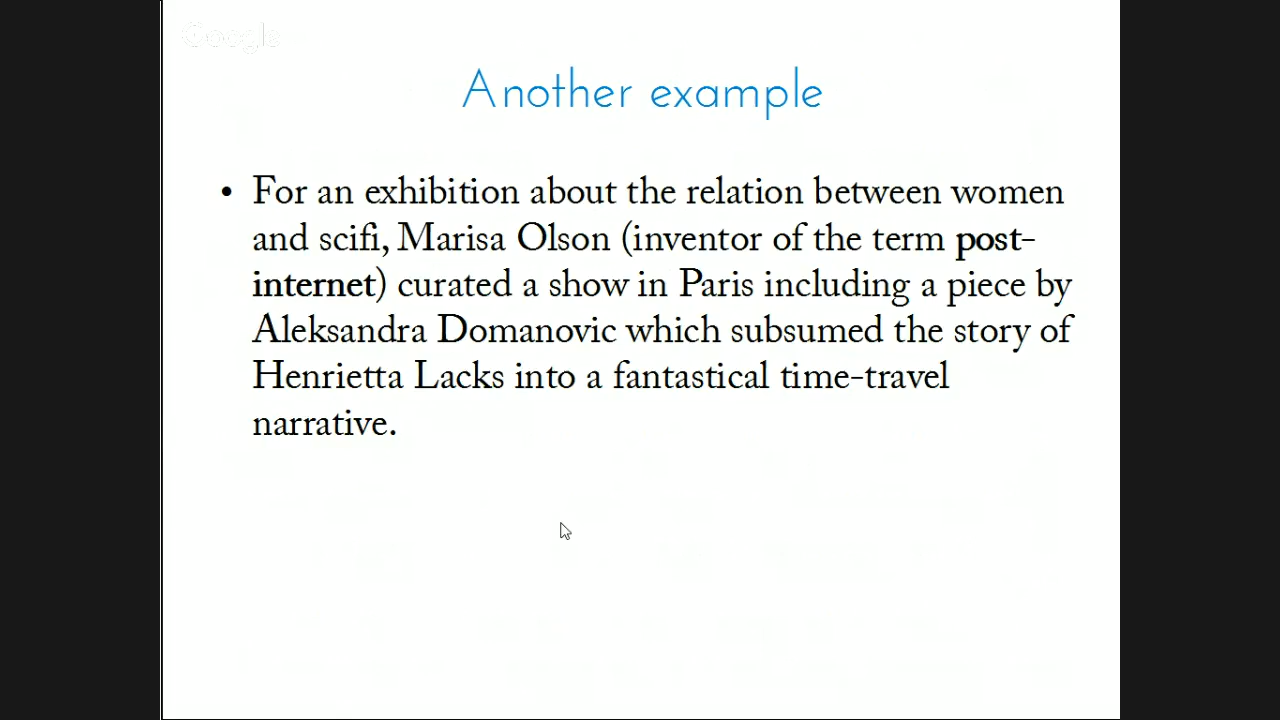 Google
Another example
• For an exhibition about the relation between women
and scifi, Marisa Olson (inventor of the term post-
internet) curated a show in Paris including a piece by
Aleksandra Domanovic which subsumed the story of
Henrietta Lacks into a fantastical time-travel
narrative.